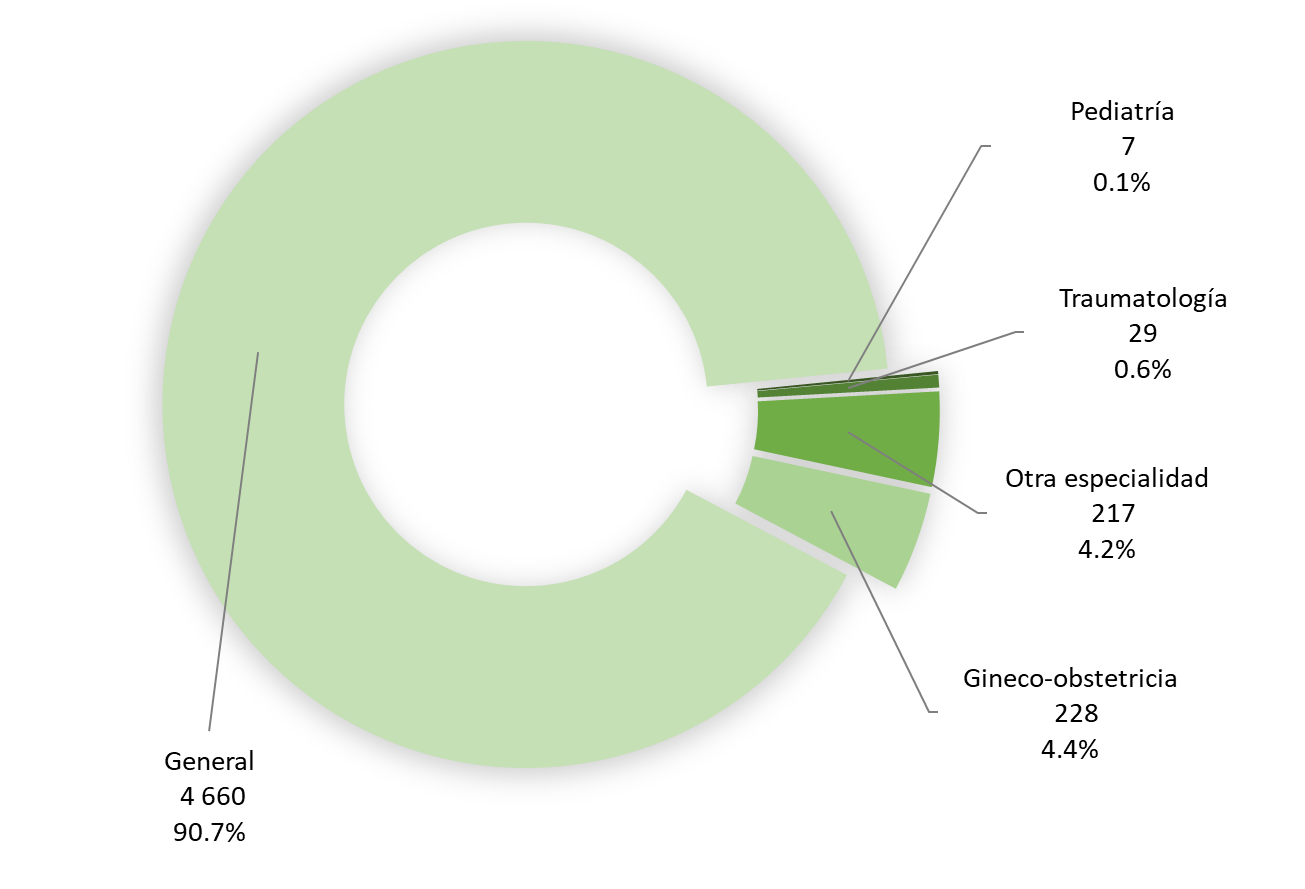 Pediatría
7
0.1%
Traumatología
29
0.6%
Otra especialidad
217
4.2%
Gineco-obstetricia
228
4.4%
General
4 660
90.7%